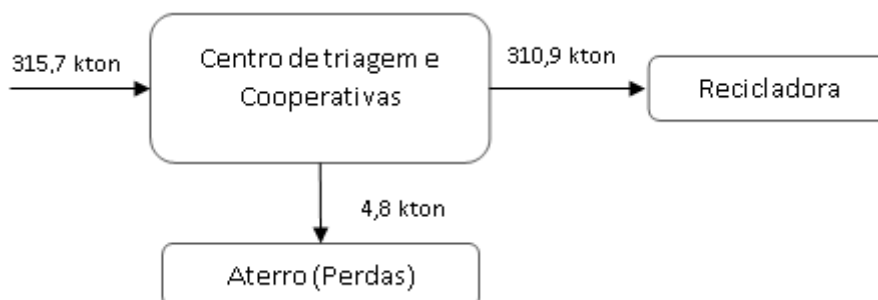 315,7 kton
Centro de triagem e
Cooperativas
310,9 kton
Recicladora
4,8 kton
Aterro (Perdas)